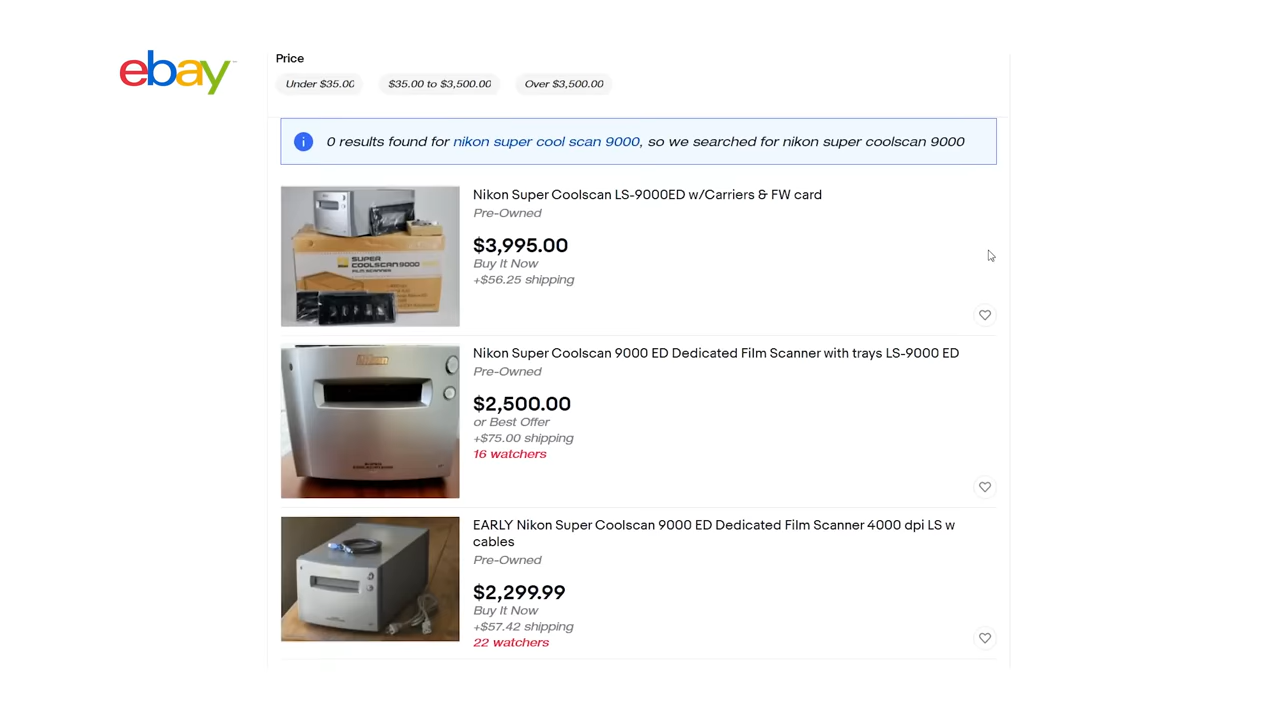 ebay
Price
Under $35.00
$35.00 to $3,500.00
Over $3,500.00
0 results found for nikon super cool scan 9000, so we searched for nikon super coolscan 9000
Nikon Super Coolscan LS-9000ED w/Carriers & FW card
Pre-Owned
$3,995.00
Buy It Now
+$56.25 shipping
SUPER
COOLSCAN 9000
FILM SCANNER
Nikon Super Coolscan 9000 ED Dedicated Film Scanner with trays LS-9000 ED
Pre-Owned
$2,500.00
or Best Offer
+$75.00 shipping
16 watchers
Nikon
EARLY Nikon Super Coolscan 9000 ED Dedicated Film Scanner 4000 dpi LS w
cables
Pre-Owned
$2,299.99
Buy It Now
+$57.42 shipping
22 watchers